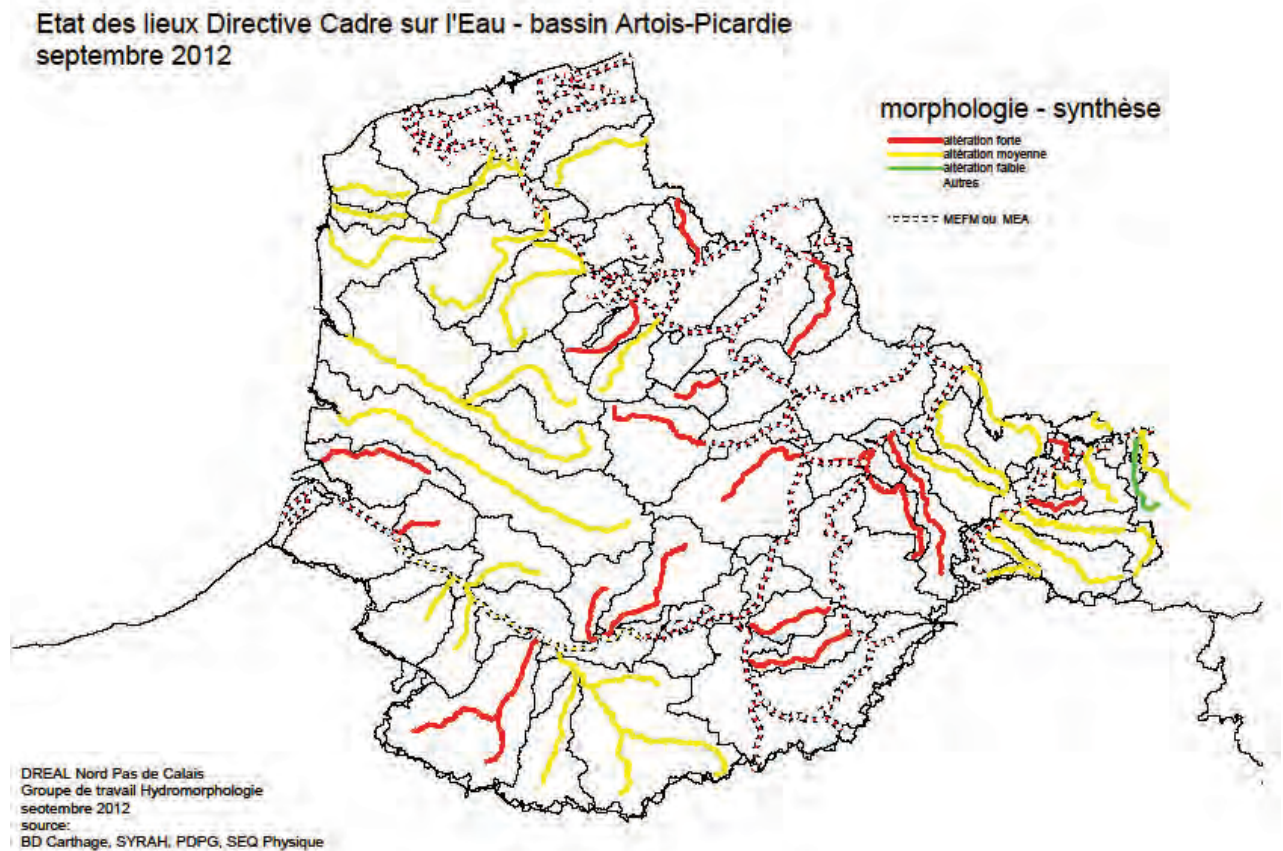 Etat des lieux Directive Cadre sur l'Eau - bassin Artois-Picardie
septembre 2012
morphologie - synthèse
altération forte
altération moyenne
altération faible
Autres
MEFM ou MEA
DREAL Nord Pas de Calais
Groupe de travail Hydromorphologie
septembre 2012
source:
BD Carthage, SYRAH, PDPG, SEQ Physique